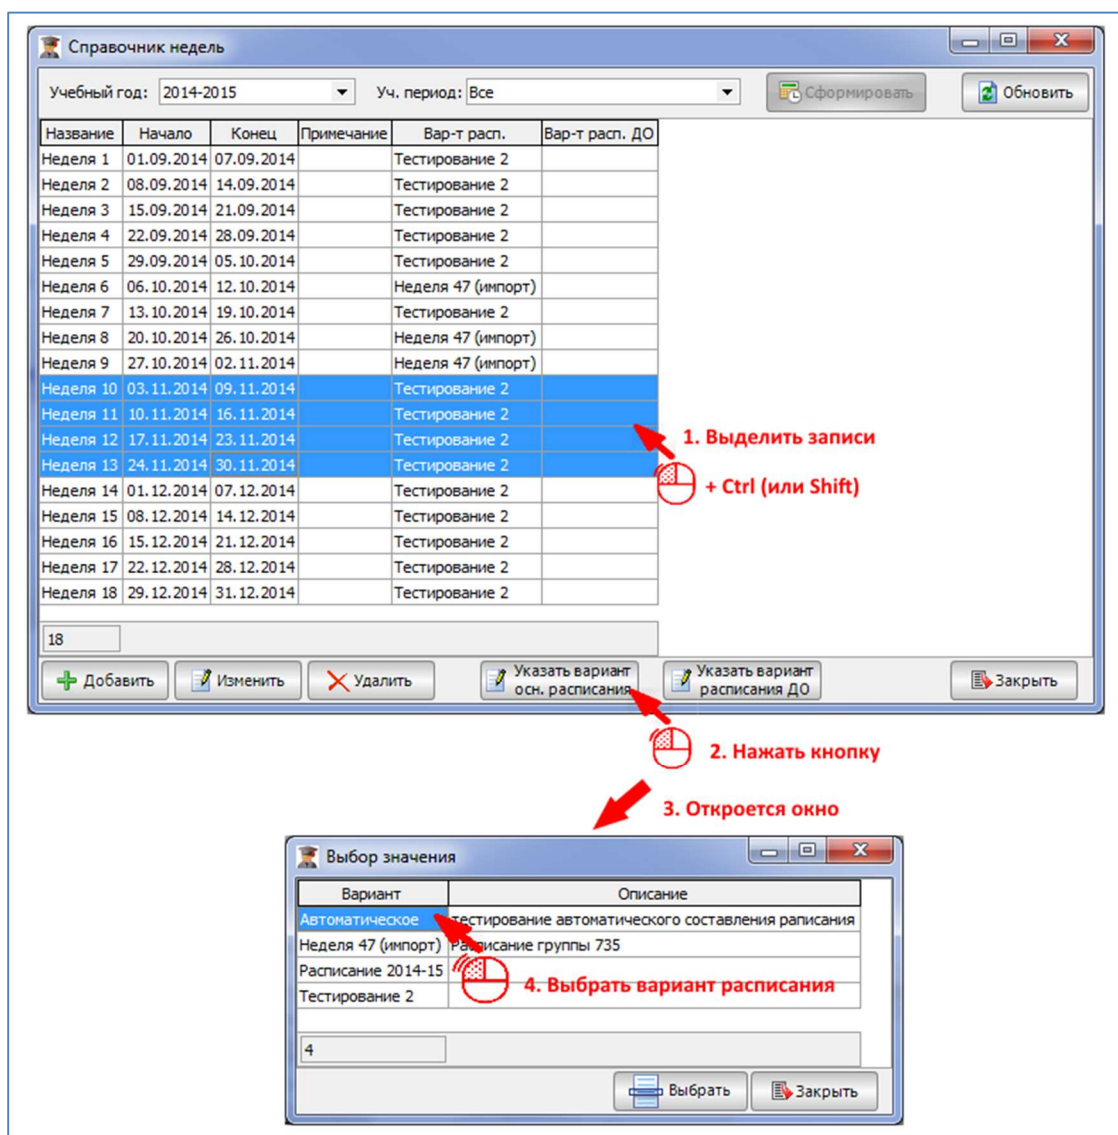 Справочник недель
Учебный год: 2014-2015 Уч. период: Все Сформировать Обновить
Название Начало Конец Примечание Вар-т расп. Вар-т расп. ДО
Неделя 1 01.09.2014 07.09.2014 Тестирование 2
Неделя 2 08.09.2014 14.09.2014 Тестирование 2
Неделя 3 15.09.2014 21.09.2014 Тестирование 2
Неделя 4 22.09.2014 28.09.2014 Тестирование 2
Неделя 5 29.09.2014 05.10.2014 Тестирование 2
Неделя 6 06.10.2014 12.10.2014 Неделя 47 (импорт)
Неделя 7 13.10.2014 19.10.2014 Тестирование 2
Неделя 8 20.10.2014 26.10.2014 Неделя 47 (импорт)
Неделя 9 27.10.2014 02.11.2014 Неделя 47 (импорт)
Неделя 10 03.11.2014 09.11.2014 Тестирование 2
Неделя 11 10.11.2014 16.11.2014 Тестирование 2
Неделя 12 17.11.2014 23.11.2014 Тестирование 2
1. Выделить записи
Неделя 13 24.11.2014 30.11.2014 Тестирование 2
+ Ctrl (или Shift)
Неделя 14 01.12.2014 07.12.2014 Тестирование 2
Неделя 15 08.12.2014 14.12.2014 Тестирование 2
Неделя 16 15.12.2014 21.12.2014 Тестирование 2
Неделя 17 22.12.2014 28.12.2014 Тестирование 2
Неделя 18 29.12.2014 31.12.2014 Тестирование 2
18
Добавить Изменить Удалить
Указать вариант
осн. расписания
Указать вариант
расписания ДО
Закрыть
2. Нажать кнопку
3. Откроется окно
Выбор значения
Вариант Описание
Автоматическое тестирование автоматического составления раписания
Неделя 47 (импорт) Расписание группы 735
Расписание 2014-15
4. Выбрать вариант расписания
Тестирование 2
4
Выбрать Закрыть